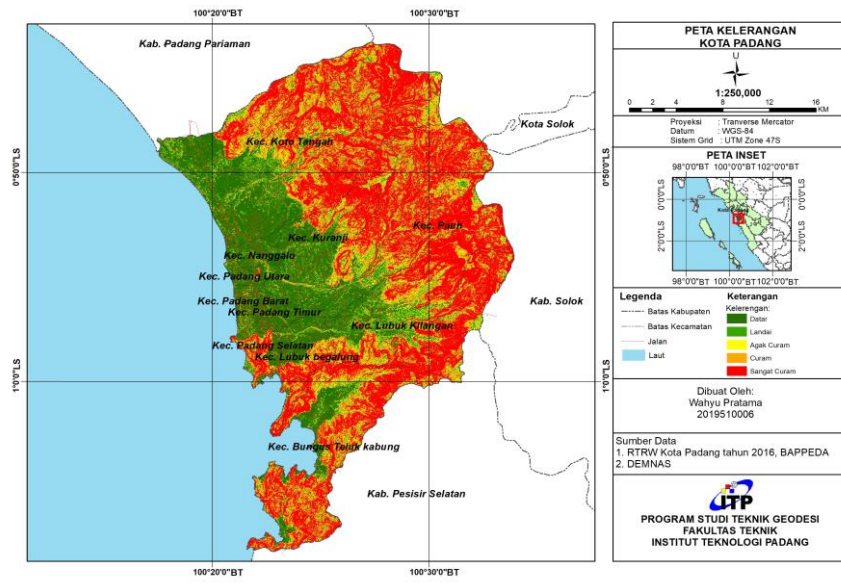 100°20'0"BT
100°30'0"BT
Kab. Padang Pariaman
Kota Solok
Kec. Koto Tangah
0°50'0"LS
0°50'0"LS
Kec. Pauh
Kec. Kuranji
Kec. Nanggalo
Kec. Padang Utara
Kec. Padang Barat
Kec. Padang Timur
Kab. Solok
Kec. Lubuk Kilangan
Kec. Padang Selatan
Kec. Lubuk begalung
1°0'0"LS
1°0'0"LS
Kec. Bungus Teluk kabung
Kab. Pesisir Selatan
100°20'0"BT
100°30'0"BT
PETA KELERANGAN
KOTA PADANG
U
1:250,000
0 2 4 8 12 16
KM
Proyeksi : Tranverse Mercator
Datum : WGS-84
Sistem Grid : UTM Zone 47S
PETA INSET
98°0'0"BT 100°0'0"BT 102°0'0"BT
0°0'0"LS
0°0'0"LS
2°0'0"LS
2°0'0"LS
98°0'0"BT 100°0'0"BT 102°0'0"BT
Legenda
Batas Kabupaten
Batas Kecamatan
Jalan
Laut
Keterangan
Kelerengan:
Datar
Landai
Agak Curam
Curam
Sangat Curam
Dibuat Oleh:
Wahyu Pratama
2019510006
Sumber Data
1. RTRW Kota Padang tahun 2016, BAPPEDA
2. DEMNAS
ITP
PROGRAM STUDI TEKNIK GEODESI
FAKULTAS TEKNIK
INSTITUT TEKNOLOGI PADANG